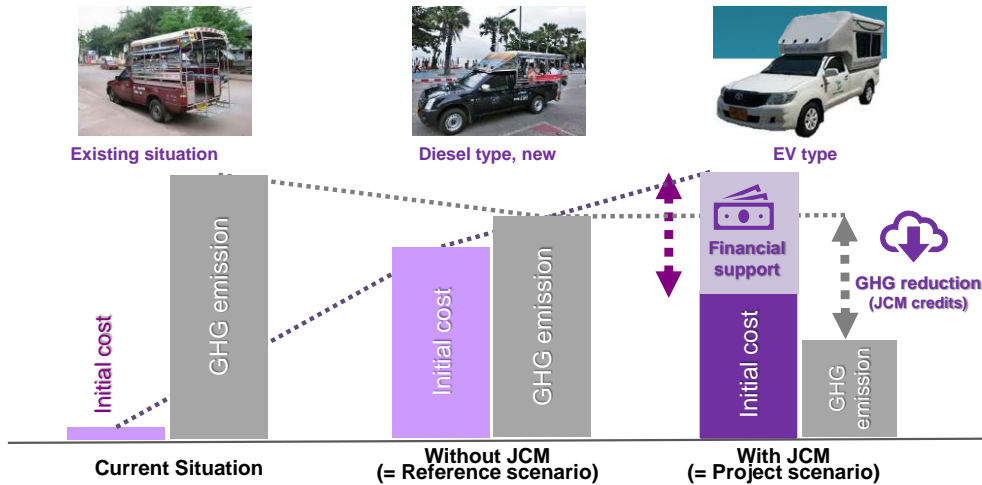 Existing situation
Diesel type, new
EV type
Initial cost
GHG emission
Initial cost
GHG emission
Financial
support
Initial cost
GHG
emission
GHG reduction
(JCM credits)
Current Situation
Without JCM
(= Reference scenario)
With JCM
(= Project scenario)